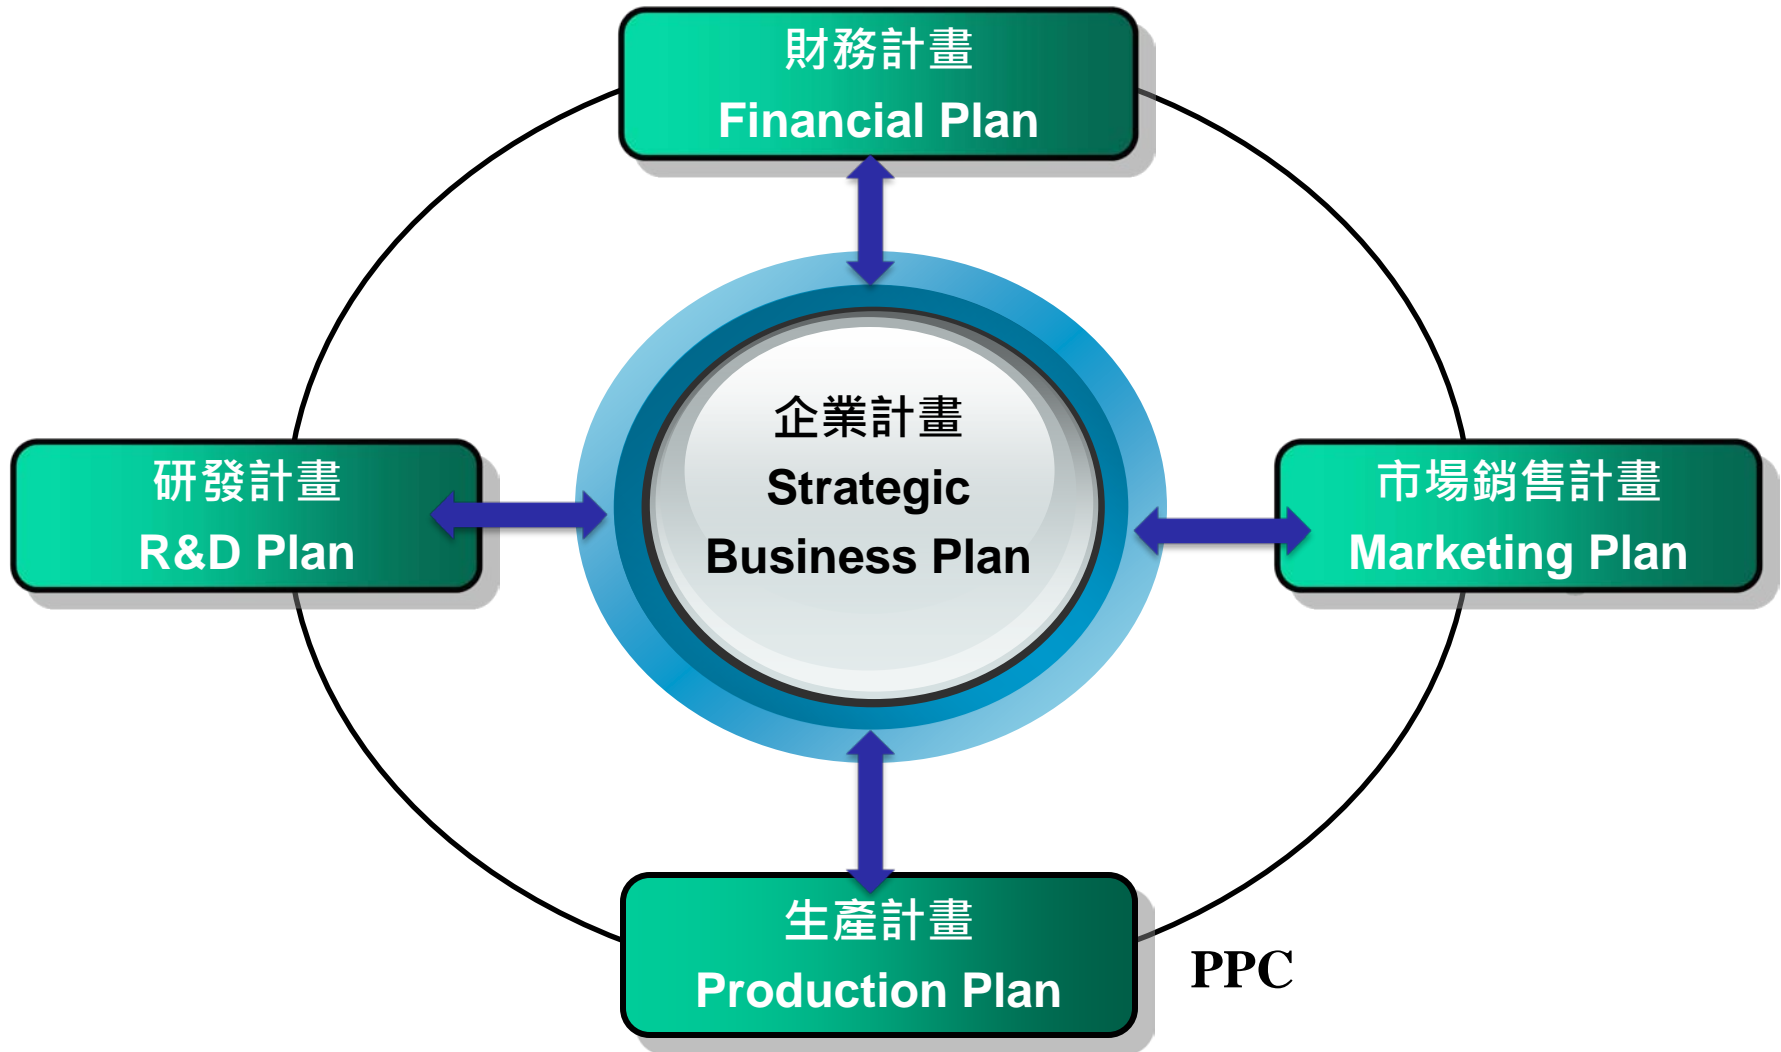 財務計畫
Financial Plan
企業計畫
Strategic
Business Plan
研發計畫
R&D Plan
市場銷售計畫
Marketing Plan
生產計畫
Production Plan
PPC